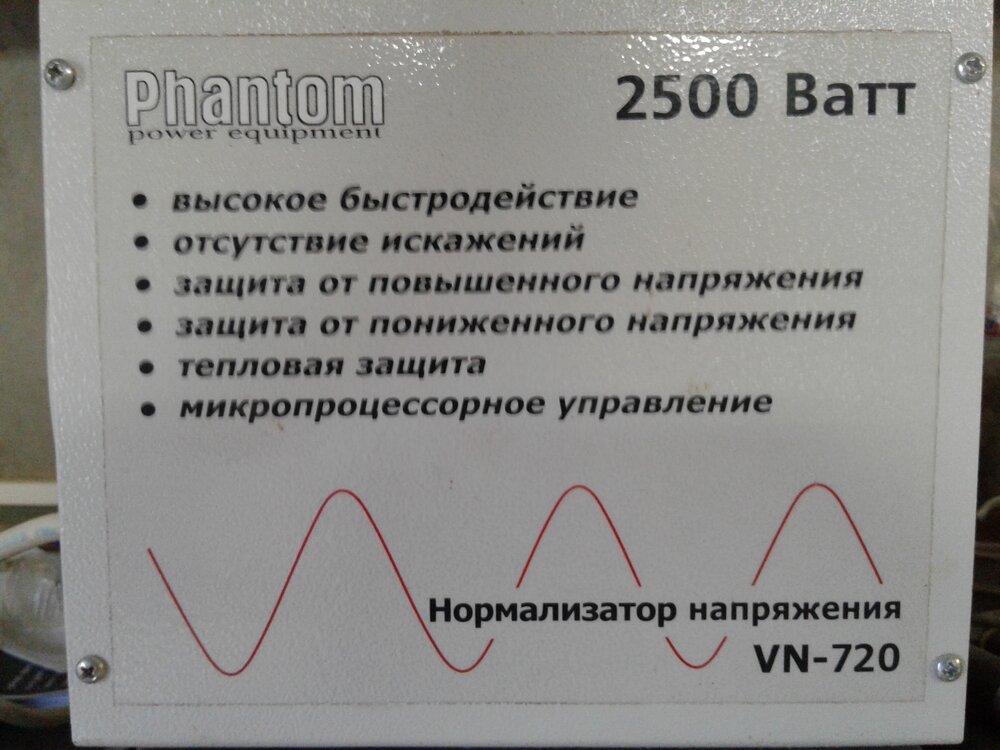 Phantom
power equipment
2500 Ватт
• высокое быстродействие
• отсутствие искажений
• защита от повышенного напряжения
• защита от пониженного напряжения
• тепловая защита
• микропроцессорное управление
Нормализатор напряжения
VN-720